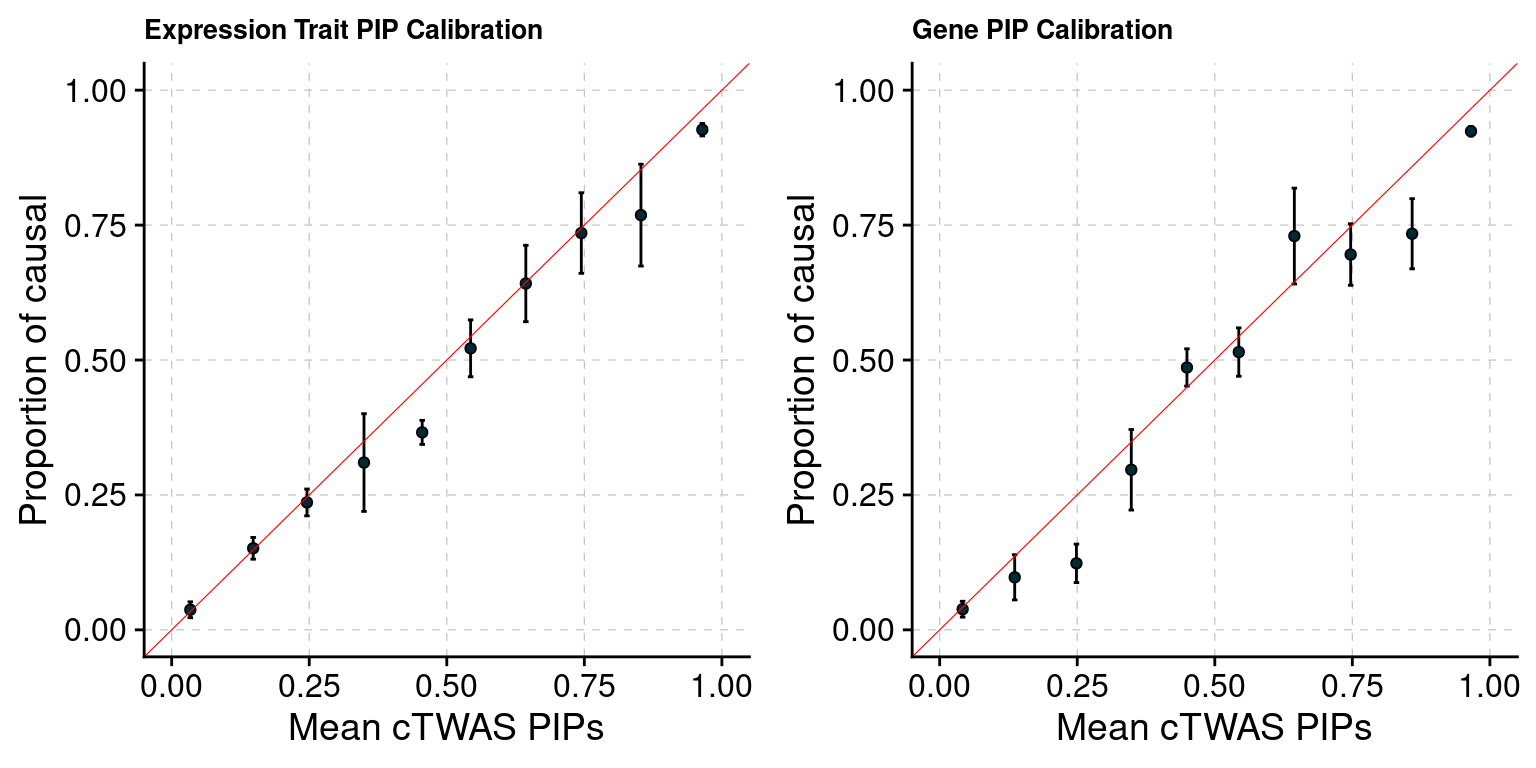 Expression Trait PIP Calibration
1.00
0.75
0.50
0.25
0.00
Proportion of causal
0.00 0.25 0.50 0.75 1.00
Mean cTWAS PIPs
Gene PIP Calibration
1.00
0.75
0.50
0.25
0.00
Proportion of causal
0.00 0.25 0.50 0.75 1.00
Mean cTWAS PIPs